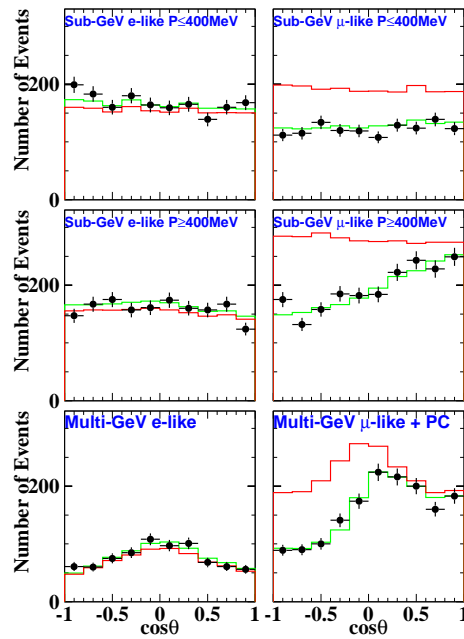 Sub-GeV e-like P≤400MeV
Sub-GeV μ-like P≤400MeV
Number of Events
200
0
Sub-GeV e-like P≥400MeV
Sub-GeV μ-like P≥400MeV
Number of Events
200
0
Multi-GeV e-like
Multi-GeV μ-like + PC
Number of Events
200
0
-1 -0.5 0 0.5 1 -0.5 0 0.5 1
cosθ cosθ